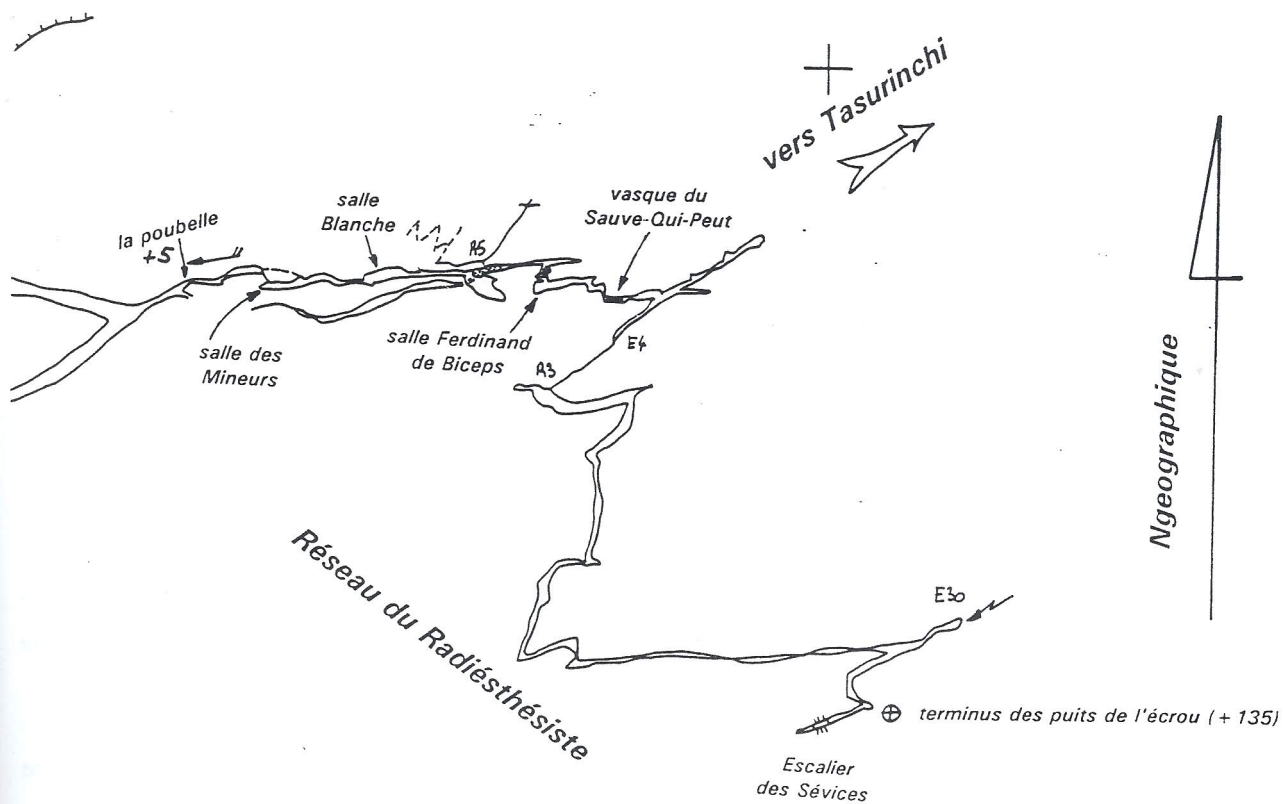 vers Tasurinchi
salle
Blanche
vasque du
Sauve-Qui-Peut
la poubelle
+5
A5
salle des
Mineurs
salle Ferdinand
de Biceps
E4
A3
Ngeographique
Réseau du Radiésthésiste
E30
terminus des puits de l'écrou (+ 135)
Escalier
des Sévices